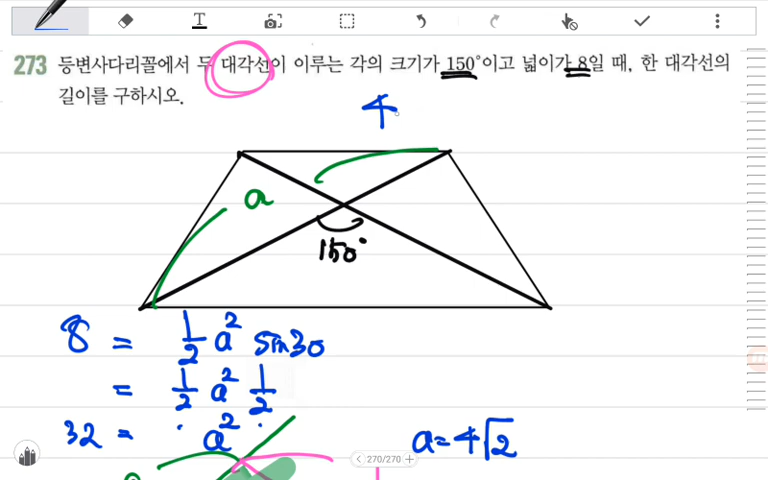 273 등변사다리꼴에서 두 대각선이 이루는 각의 크기가 150°이고 넓이가 8일 때, 한 대각선의
길이를 구하시오.
4
a
150°
8 = 1/2 a² sin30
= 1/2 a² 1/2
32 = a²
a=4√2
270/270